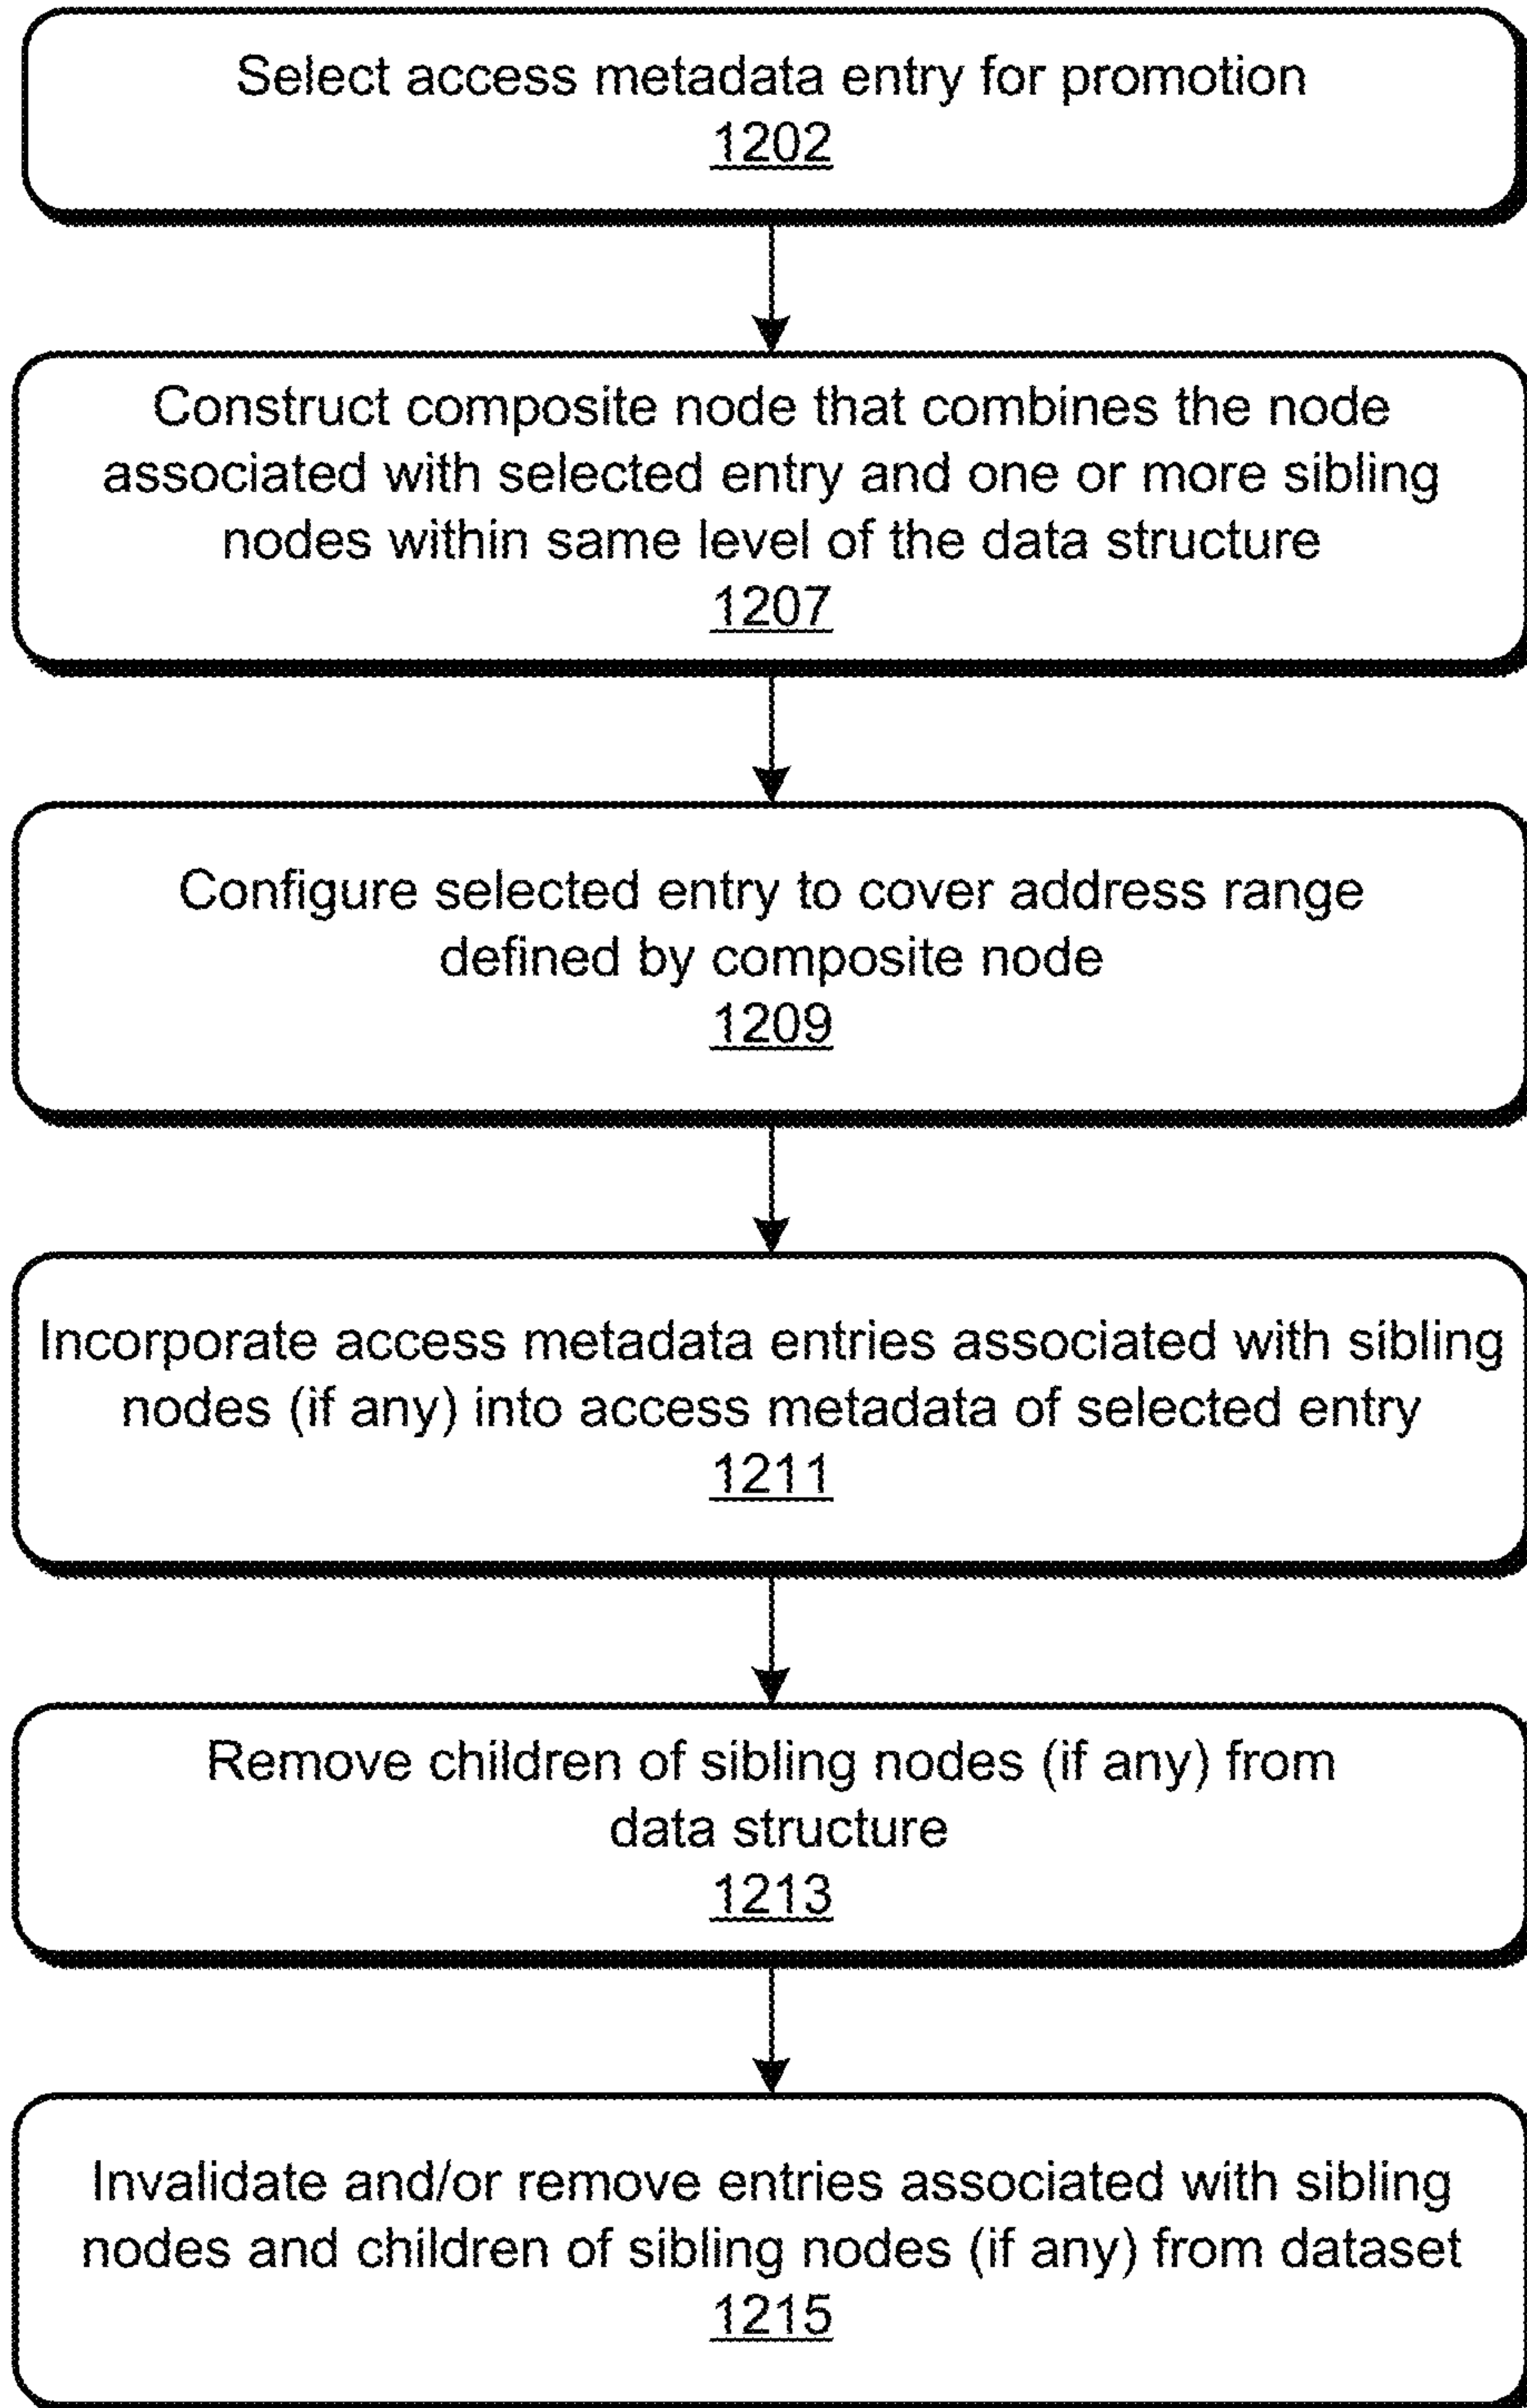 Select access metadata entry for promotion
1202
Construct composite node that combines the node
associated with selected entry and one or more sibling
nodes within same level of the data structure
1207
Configure selected entry to cover address range
defined by composite node
1209
Incorporate access metadata entries associated with sibling
nodes (if any) into access metadata of selected entry
1211
Remove children of sibling nodes (if any) from
data structure
1213
Invalidate and/or remove entries associated with sibling
nodes and children of sibling nodes (if any) from dataset
1215